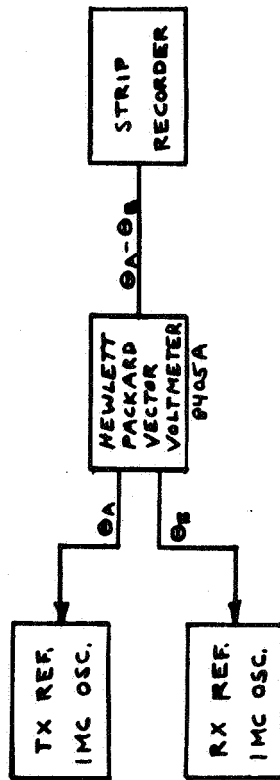 TX REF.
1MC OSC.
RX REF.
1MC OSC.
ΘA
ΘB
HEWLETT
PACKARD
VECTOR
VOLTMETER
8405A
ΘA-ΘB
STRIP
RECORDER